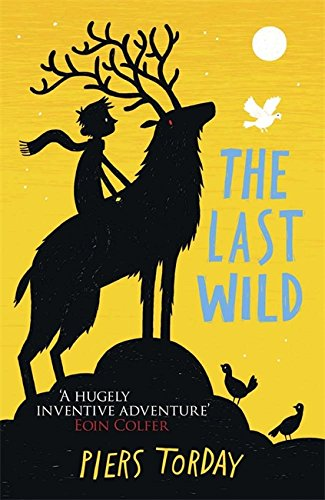 THE
LAST
WILD
‘A HUGELY
INVENTIVE ADVENTURE’
EOIN COLFER
PIERS TORDAY